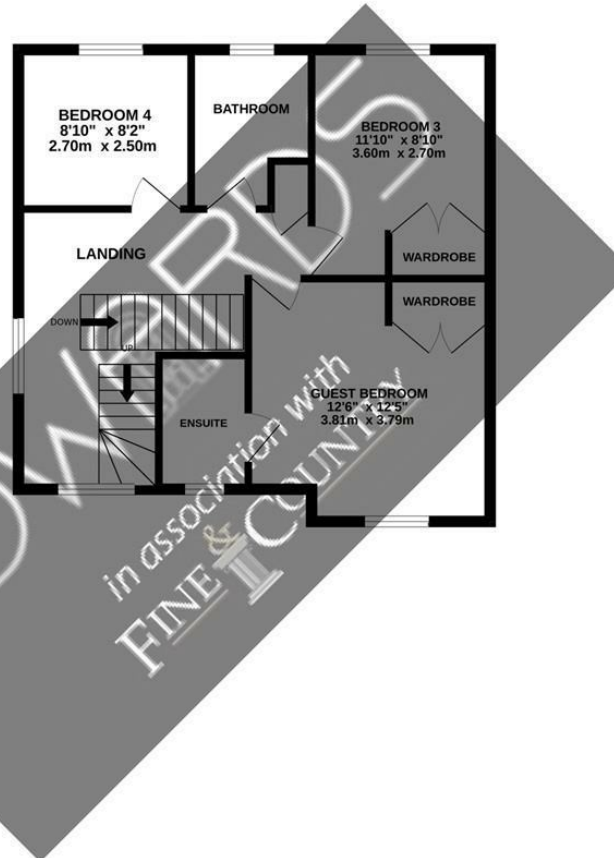 BEDROOM 4
8'10" x 8'2"
2.70m x 2.50m
BATHROOM
BEDROOM 3
11'10" x 8'10"
3.60m x 2.70m
LANDING
WARDROBE
WARDROBE
DOWN
UP
GUEST BEDROOM
12'6" x 12'5"
3.81m x 3.79m
ENSUITE
in association with
FINE & COUNTRY